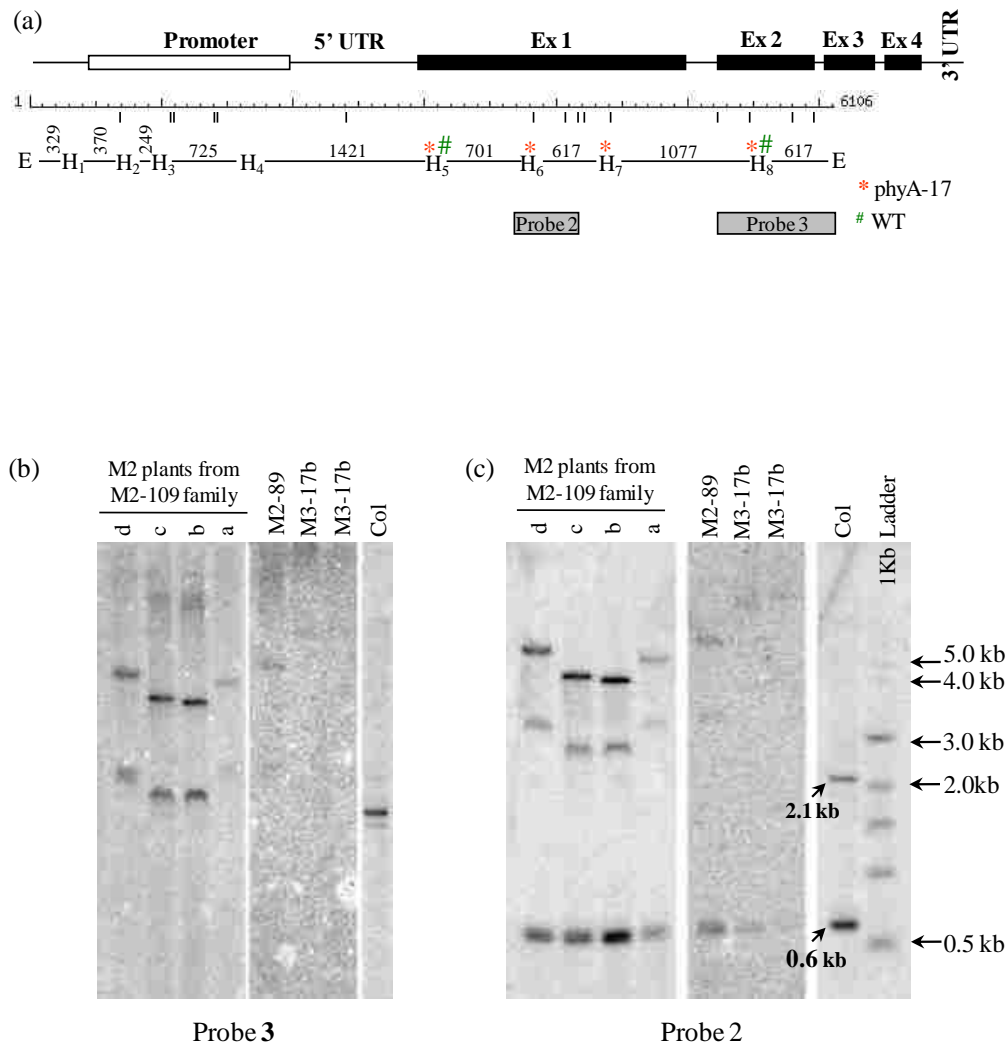 (a)
Promoter 5' UTR Ex 1 Ex 2 Ex 3 Ex 4 3' UTR
1 6106
E 329 H1 370 H2 249 H3 725 H4 1421 * # H5 701 * H6 617 * H7 1077 * # H8 617 E
* phyA-17
Probe 2 Probe 3 # WT
(b)
M2 plants from
M2-109 family
d c b a M2-89 M3-17b M3-17b Col
Probe 3
(c)
M2 plants from
M2-109 family
d c b a M2-89 M3-17b M3-17b Col 1Kb Ladder
5.0 kb
4.0 kb
3.0 kb
2.0kb
2.1 kb
0.5 kb
0.6 kb
Probe 2